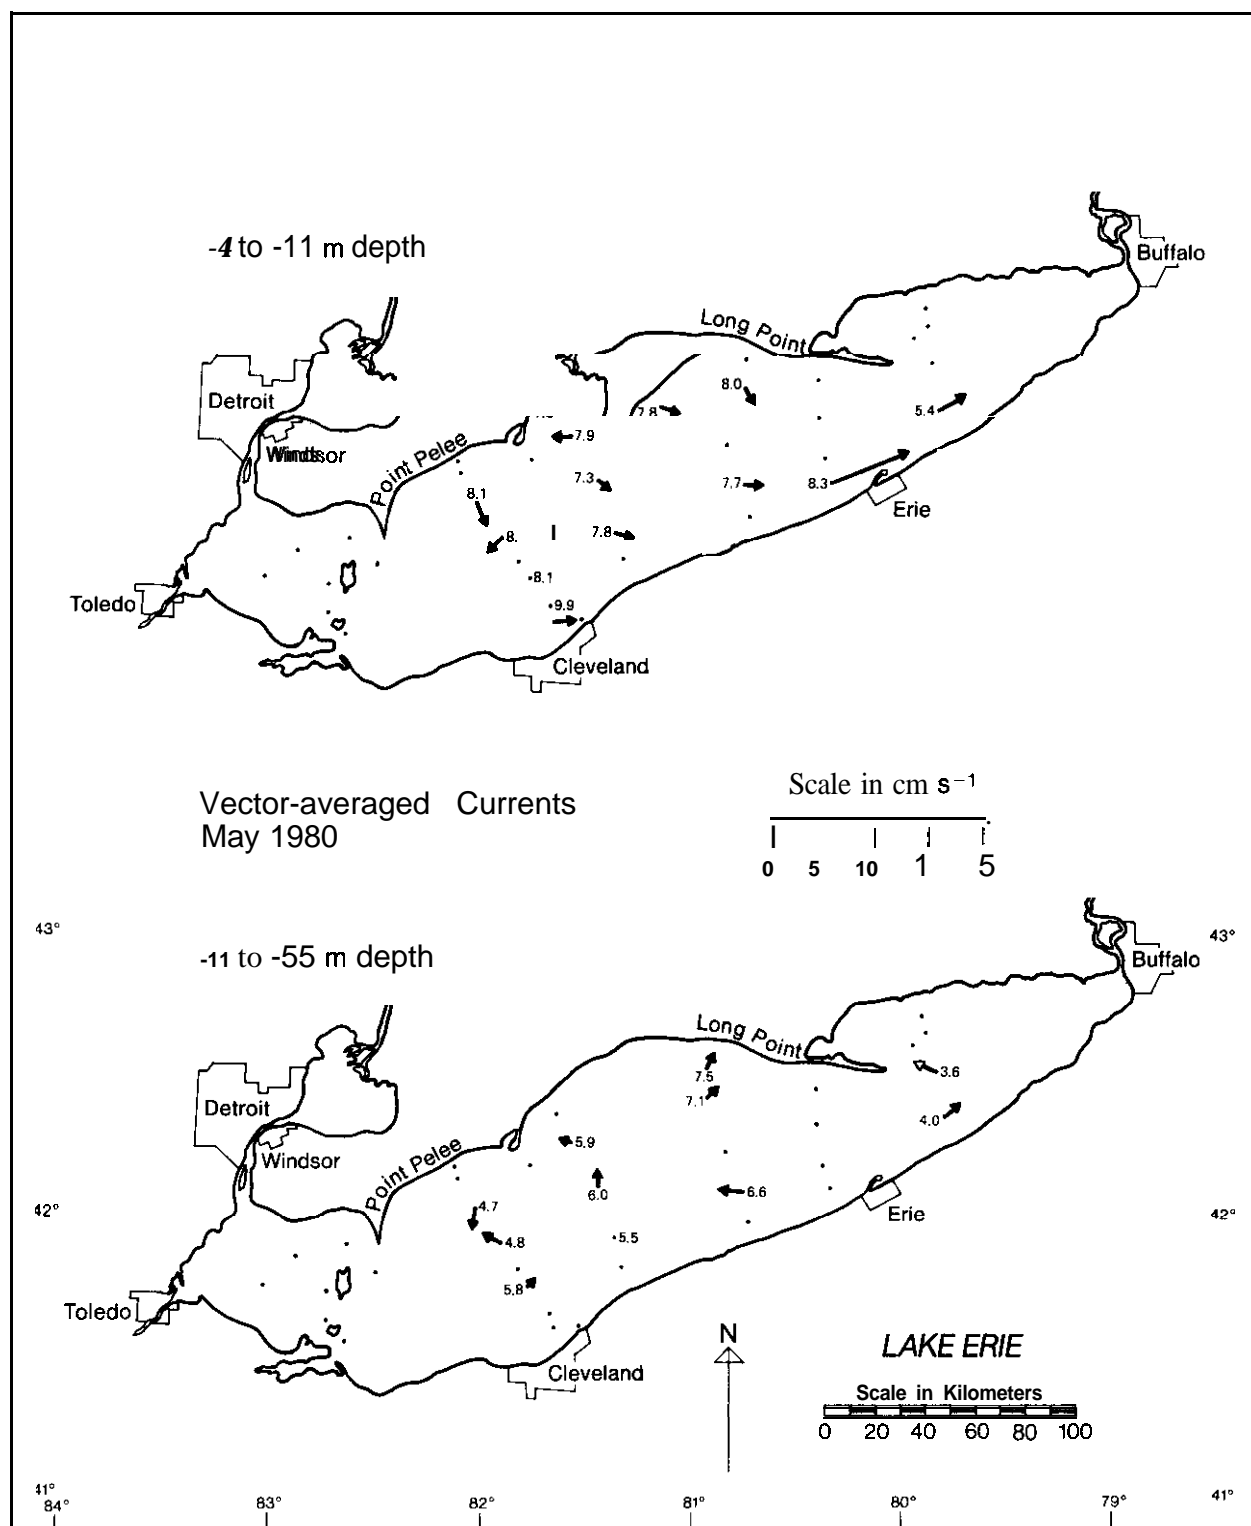 -4 to -11 m depth
Buffalo
Long Point
Detroit
Windsor
Point Pelee
8.0
7.8
5.4
7.9
7.3
7.7
8.3
8.1
8.
7.8
Erie
8.1
9.9
Toledo
Cleveland
Vector-averaged Currents
May 1980
Scale in cm s⁻¹
0 5 10 1 5
43° 43°
-11 to -55 m depth
Buffalo
Long Point
7.5
3.6
7.1
4.0
Detroit
Windsor
Point Pelee
5.9
6.0
6.6
42° 42°
4.7
4.8
5.5
5.8
Erie
Toledo
Cleveland
N
LAKE ERIE
Scale in Kilometers
0 20 40 60 80 100
41° 41°
84° 83° 82° 81° 80° 79°